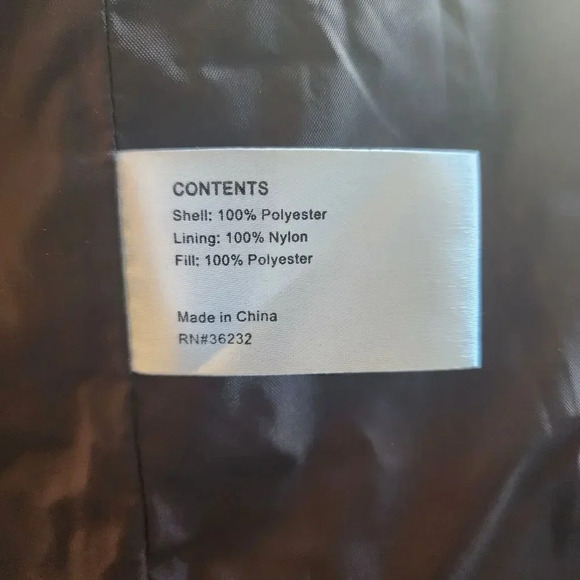 CONTENTS
Shell: 100% Polyester
Lining: 100% Nylon
Fill: 100% Polyester
Made in China
RN#36232